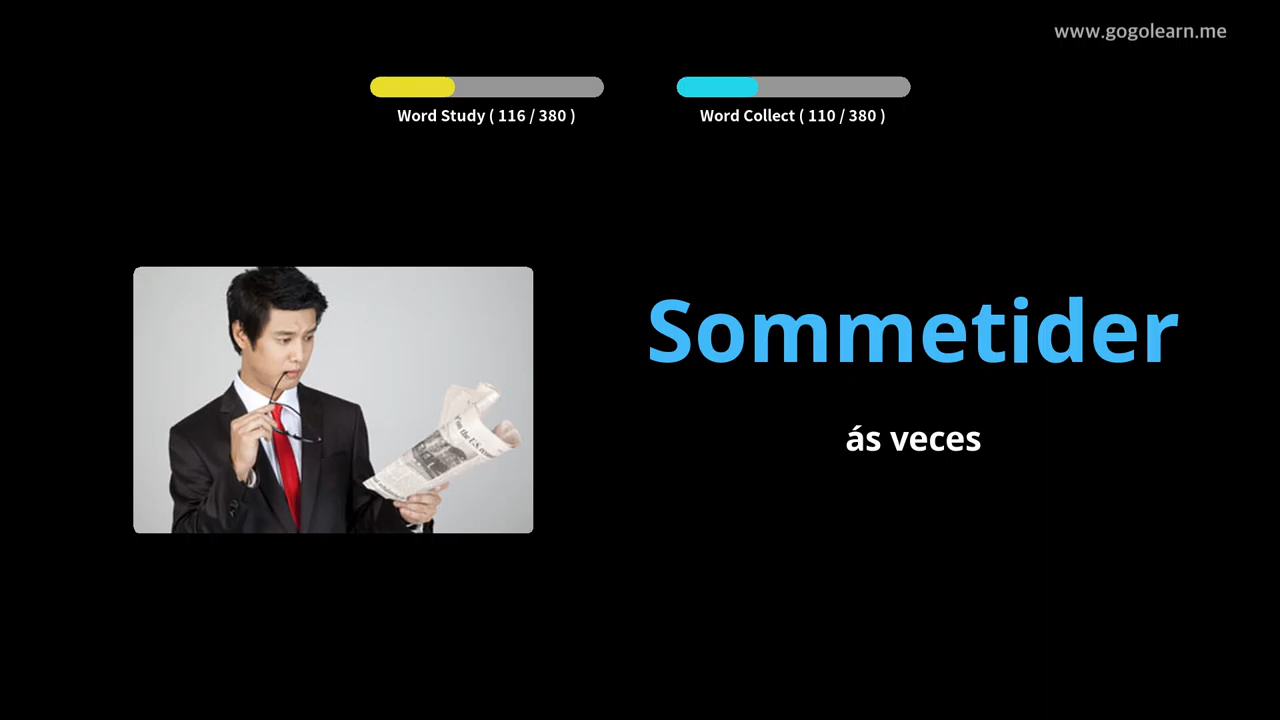 www.gogolearn.me
Word Study ( 116 / 380 )
Word Collect ( 110 / 380 )
Sommetider
ás veces